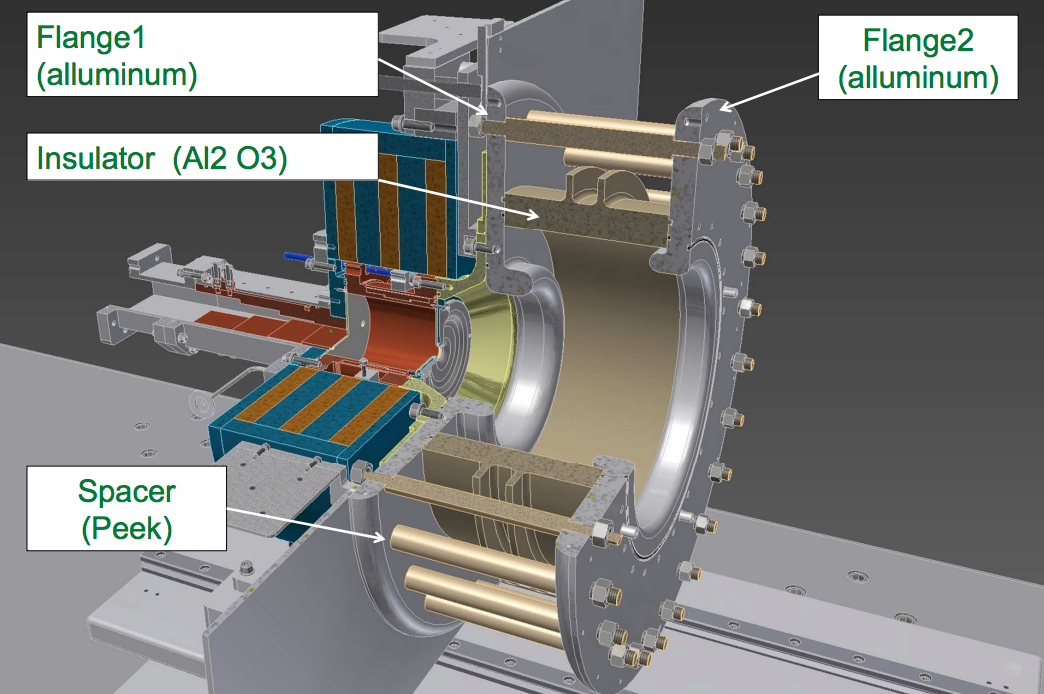 Flange1
(alluminum)
Flange2
(alluminum)
Insulator (Al2 O3)
Spacer
(Peek)